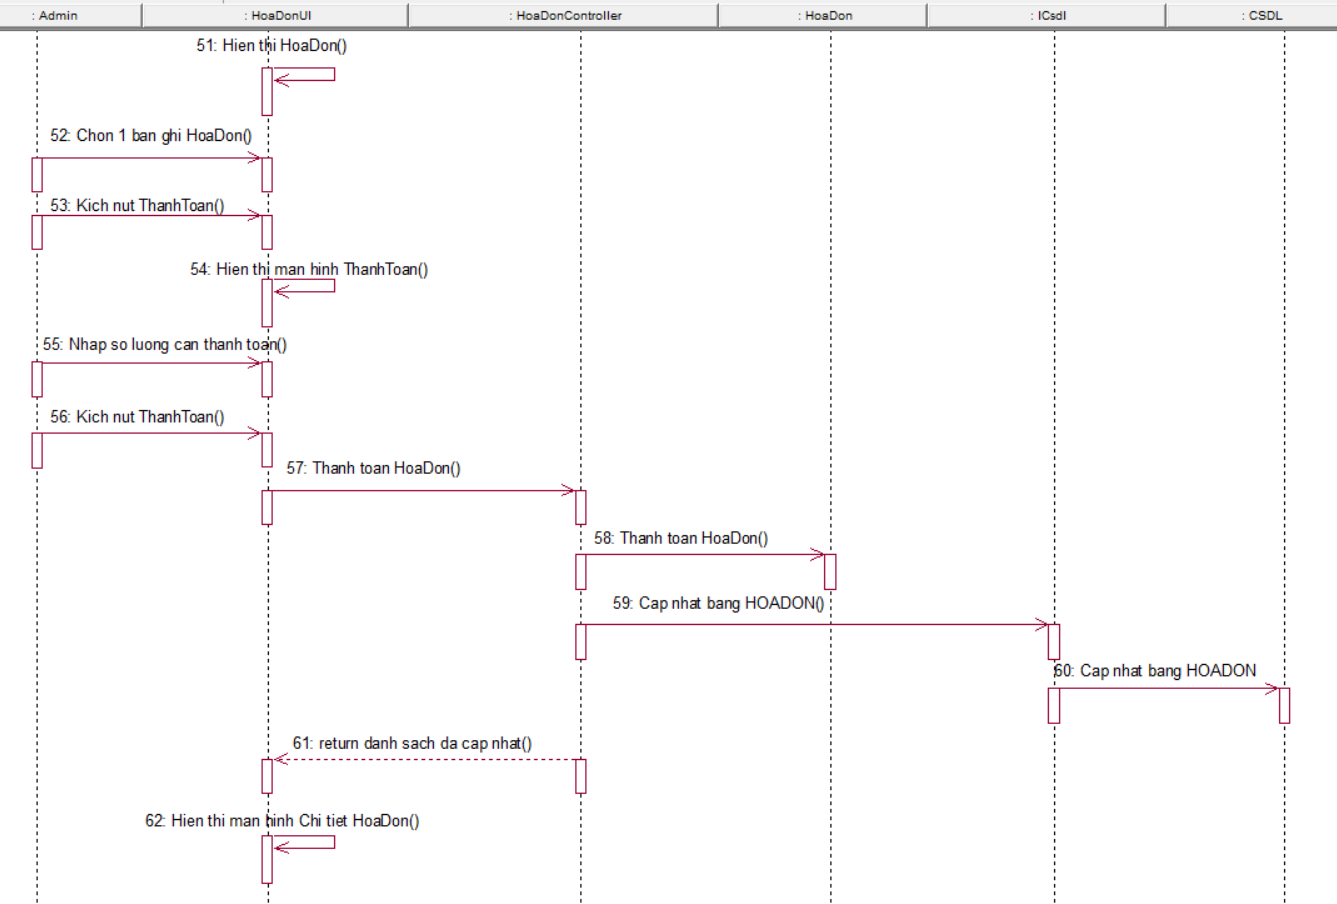 : Admin
: HoaDonUI
: HoaDonController
: HoaDon
: ICsdl
: CSDL
51: Hien thi HoaDon()
52: Chon 1 ban ghi HoaDon()
53: Kich nut ThanhToan()
54: Hien thi man hinh ThanhToan()
55: Nhap so luong can thanh toan()
56: Kich nut ThanhToan()
57: Thanh toan HoaDon()
58: Thanh toan HoaDon()
59: Cap nhat bang HOADON()
60: Cap nhat bang HOADON
61: return danh sach da cap nhat()
62: Hien thi man hinh Chi tiet HoaDon()